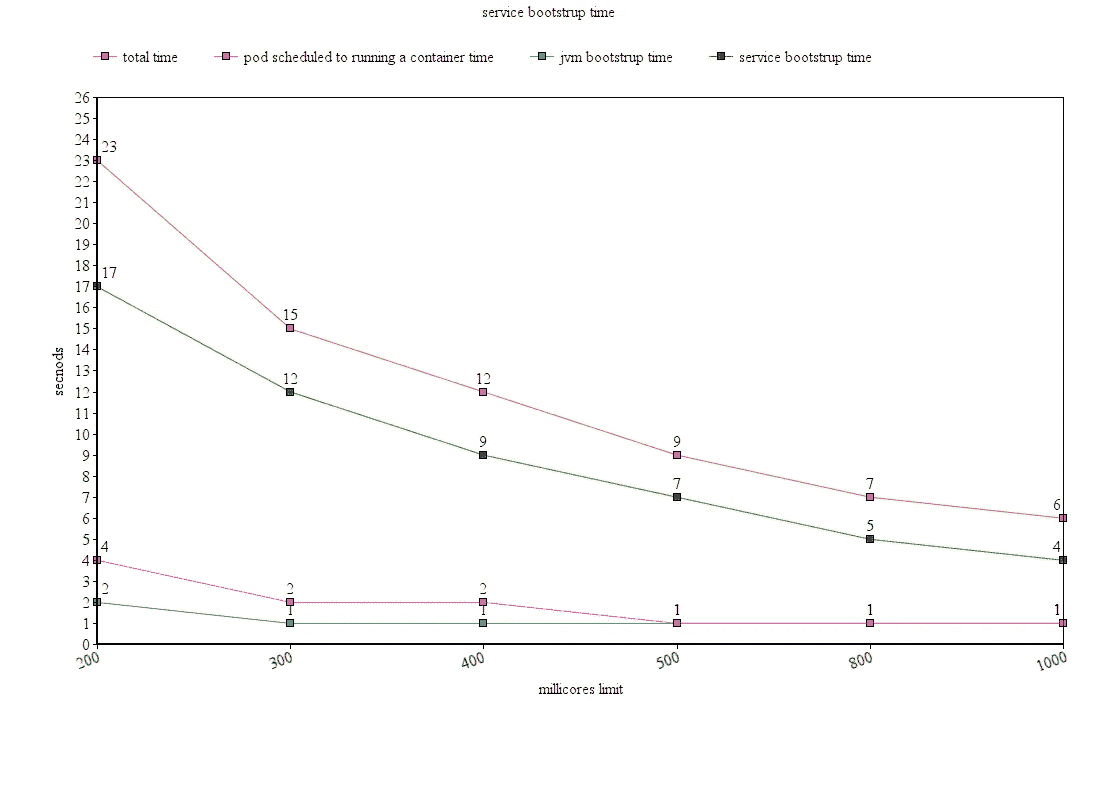 service bootstrup time
total time pod scheduled to running a container time jvm bootstrup time service bootstrup time
26
25
24
23 23
22
21
20
19
18
17 17
16
15 15
14
secnods
13
12 12 12
11
10
9 9 9
8
7 7 7
6 6
5 5
4 4 4
3
2 2 2 2
1 1 1 1 1 1
0
200 300 400 500 800 1000
millicores limit